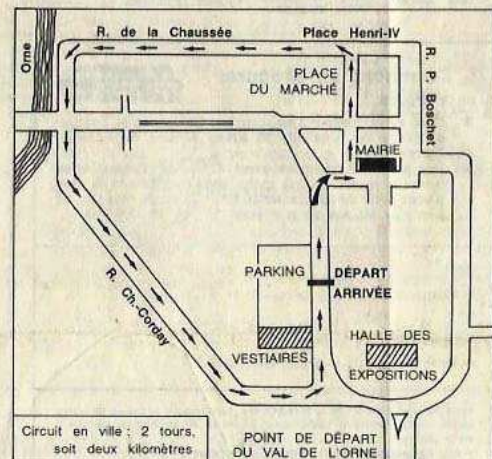 R. de la Chaussée
Place Henri-IV
Orne
R. P. Boschet
PLACE
DU MARCHÉ
MAIRIE
PARKING
DÉPART
ARRIVÉE
R. Ch.-Corday
VESTIAIRES
HALLE DES
EXPOSITIONS
Circuit en ville : 2 tours,
soit deux kilomètres
POINT DE DÉPART
DU VAL DE L'ORNE